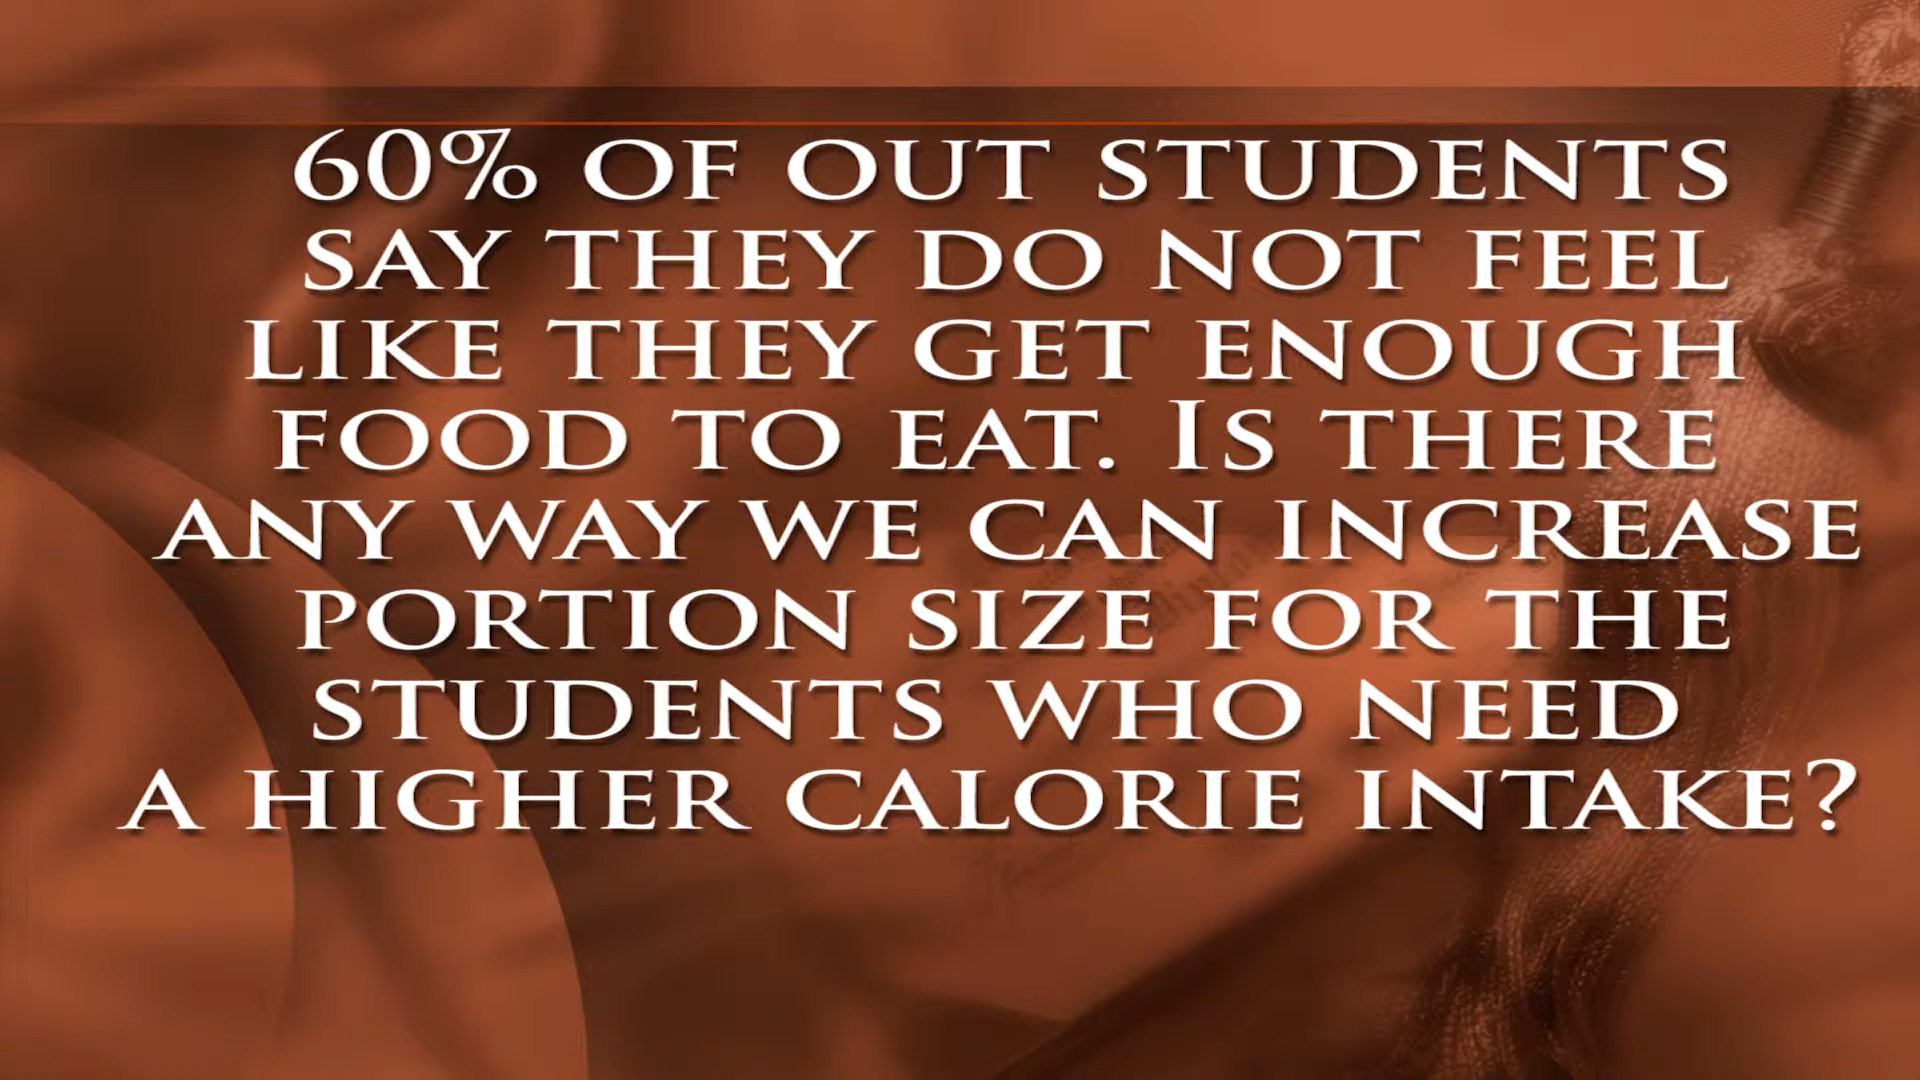 60% OF OUT STUDENTS
SAY THEY DO NOT FEEL
LIKE THEY GET ENOUGH
FOOD TO EAT. IS THERE
ANY WAY WE CAN INCREASE
PORTION SIZE FOR THE
STUDENTS WHO NEED
A HIGHER CALORIE INTAKE?